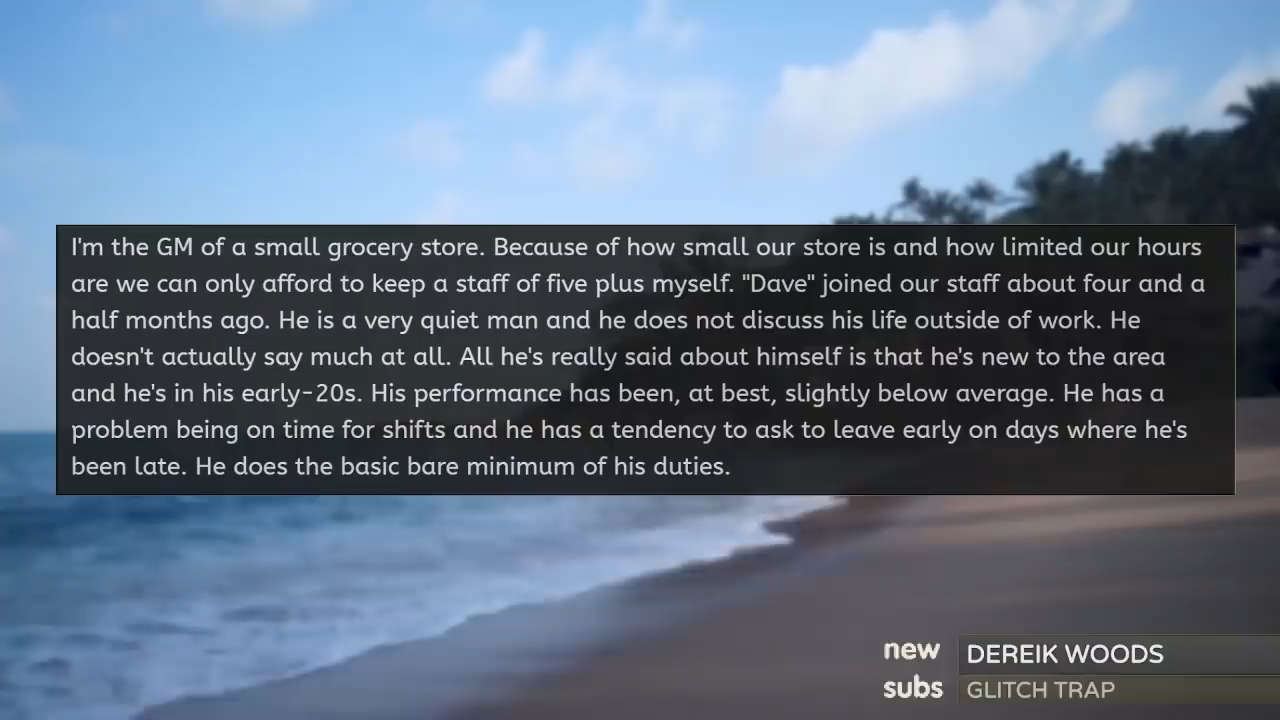 I'm the GM of a small grocery store. Because of how small our store is and how limited our hours
are we can only afford to keep a staff of five plus myself. "Dave" joined our staff about four and a
half months ago. He is a very quiet man and he does not discuss his life outside of work. He
doesn't actually say much at all. All he's really said about himself is that he's new to the area
and he's in his early-20s. His performance has been, at best, slightly below average. He has a
problem being on time for shifts and he has a tendency to ask to leave early on days where he's
been late. He does the basic bare minimum of his duties.
new DEREIK WOODS
subs GLITCH TRAP